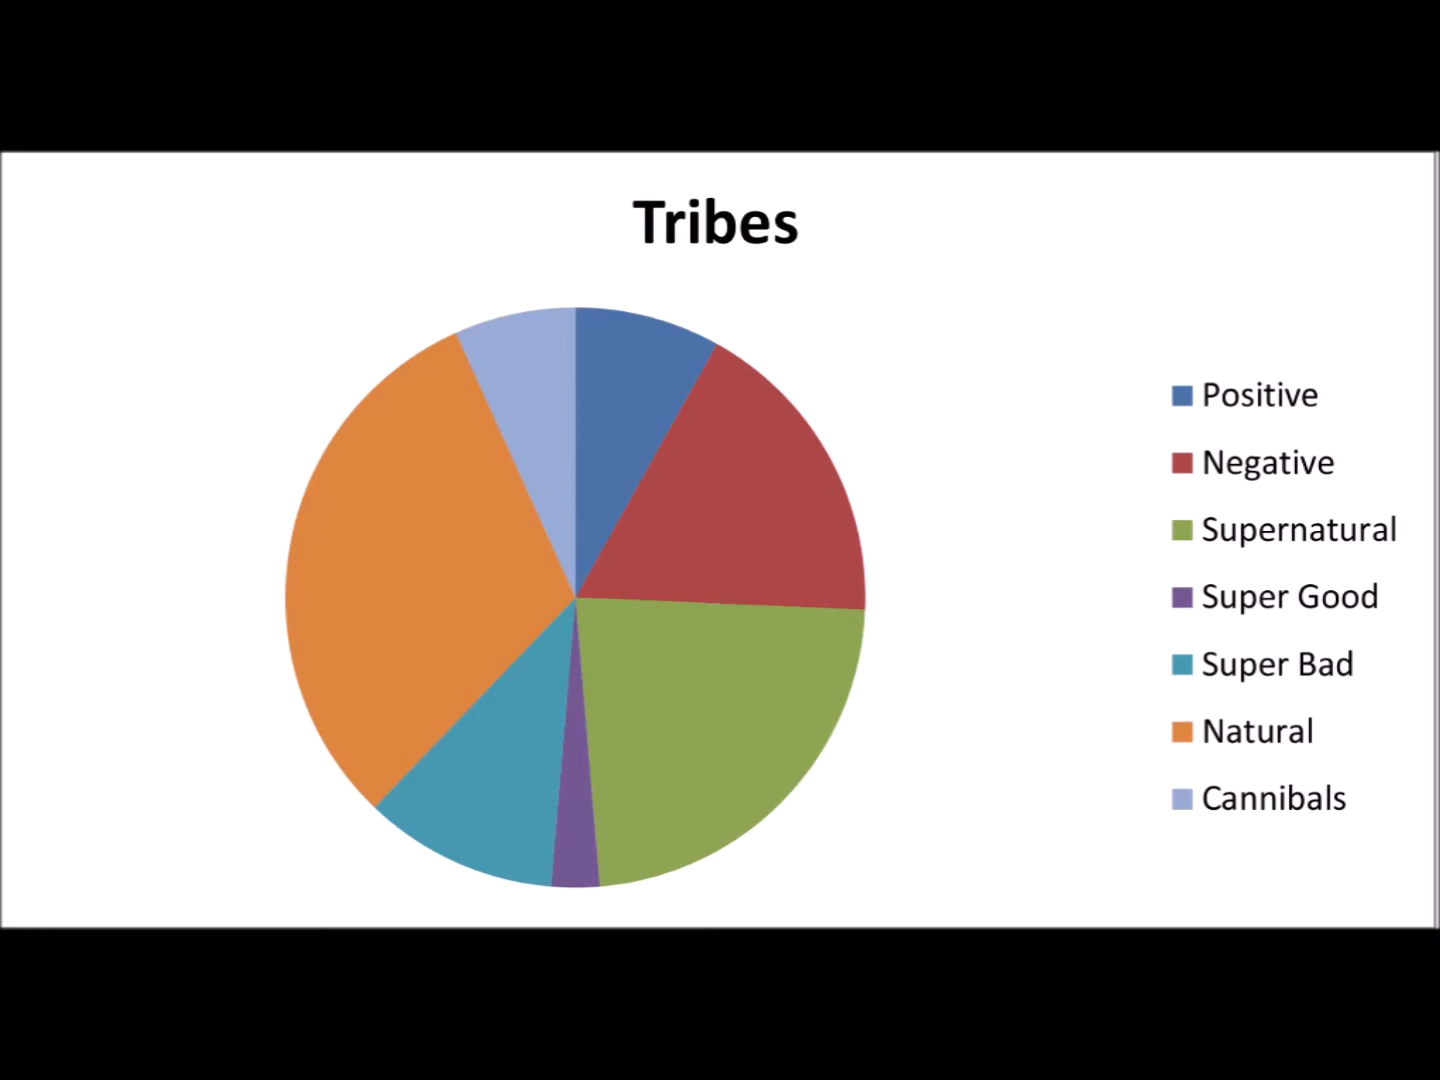 Tribes
Positive
Negative
Supernatural
Super Good
Super Bad
Natural
Cannibals